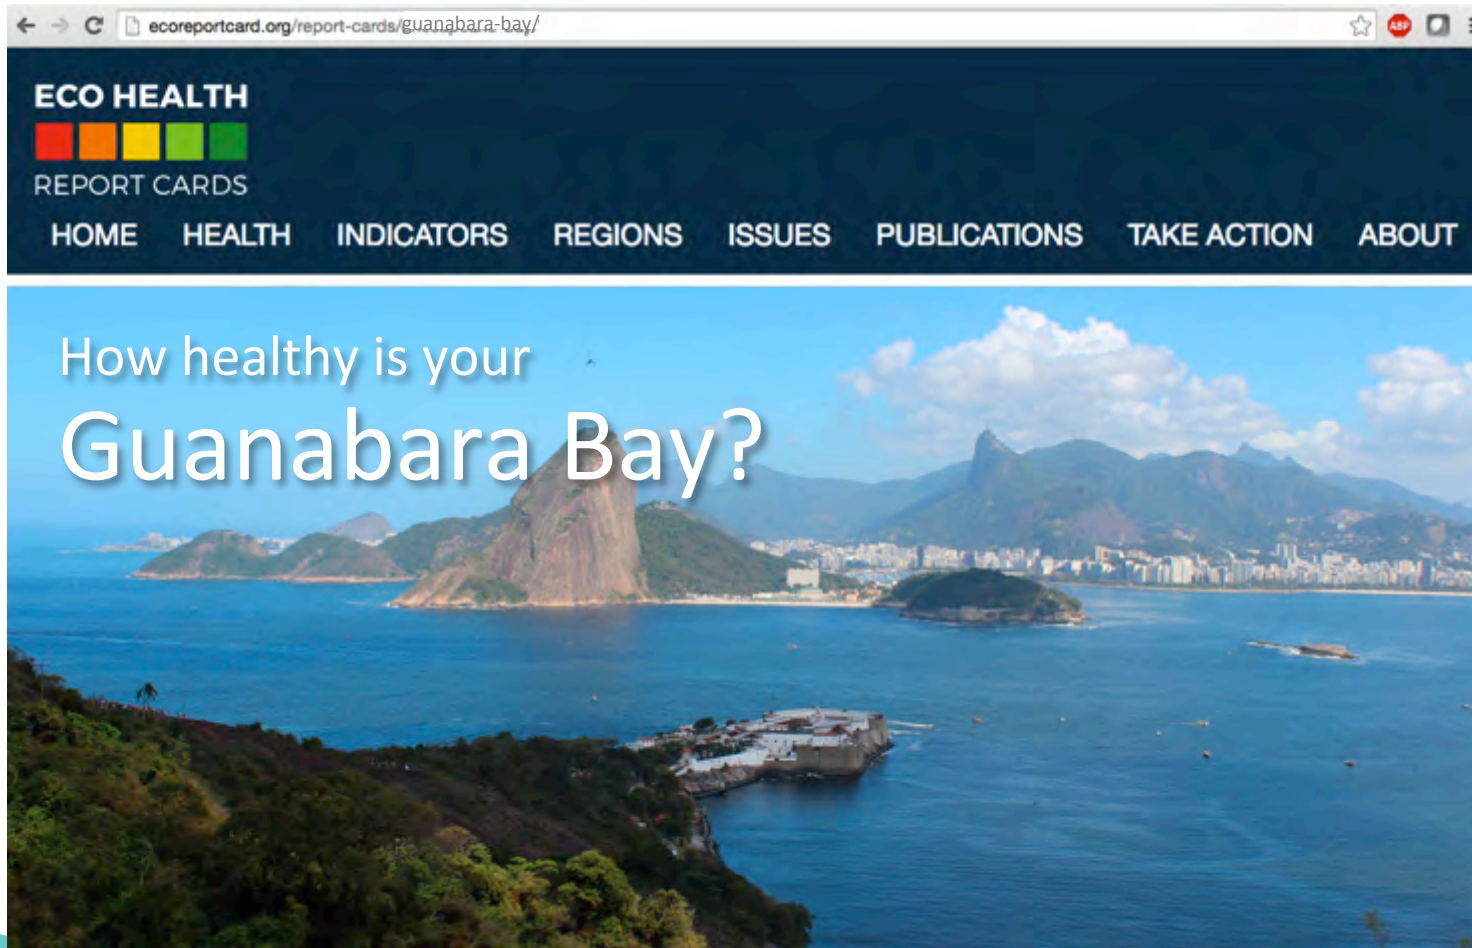 ecoreportcard.org/report-cards/guanabara-bay/
ABP
ECO HEALTH
REPORT CARDS
HOME HEALTH INDICATORS REGIONS ISSUES PUBLICATIONS TAKE ACTION ABOUT
How healthy is your
Guanabara Bay?